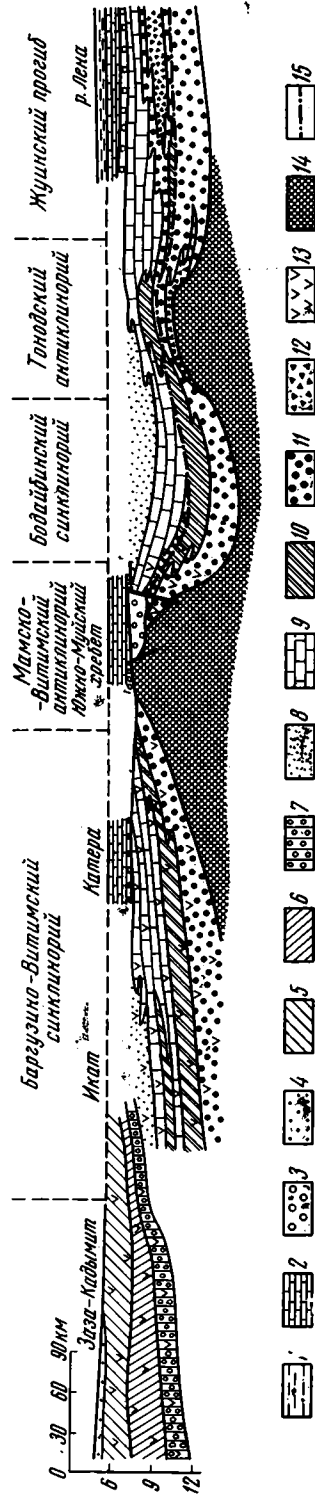 Баргузино-Витимский
синклинорий
Мамско-
-Витимский
антиклинорий
Южно-Муйский
хребет
Бодайбинский
синклинорий
Тонодский
антиклинорий
Жуинский прогиб
Заза-Кадымит
Икат
Катера
р. Лена
0 30 60 90 км
6
9
12
1 2 3 4 5 6 7 8 9 10 11 12 13 14 15